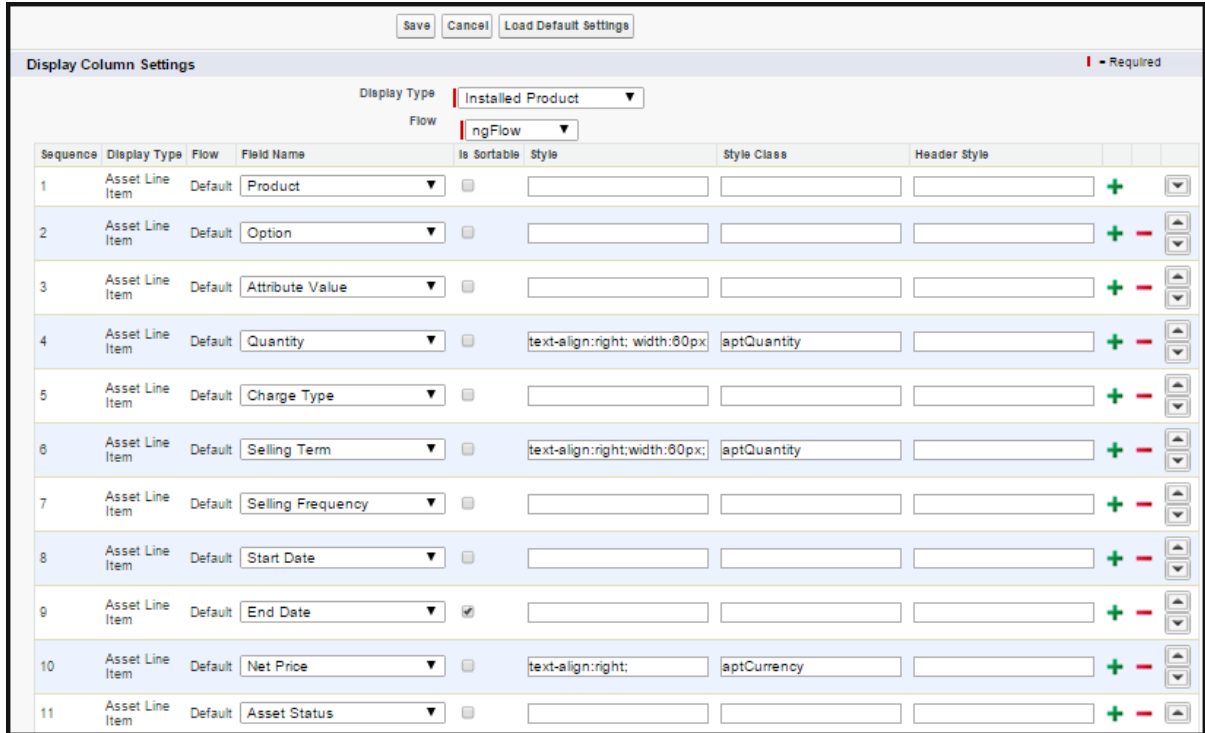 Save Cancel Load Default Settings
Display Column Settings
= Required
Display Type Installed Product
Flow ngFlow
Sequence Display Type Flow Field Name Is Sortable Style Style Class Header Style
1 Asset Line Item Default Product
2 Asset Line Item Default Option
3 Asset Line Item Default Attribute Value
4 Asset Line Item Default Quantity text-align:right; width:60px aptQuantity
5 Asset Line Item Default Charge Type
6 Asset Line Item Default Selling Term text-align:right;width:60px; aptQuantity
7 Asset Line Item Default Selling Frequency
8 Asset Line Item Default Start Date
9 Asset Line Item Default End Date
10 Asset Line Item Default Net Price text-align:right; aptCurrency
11 Asset Line Item Default Asset Status